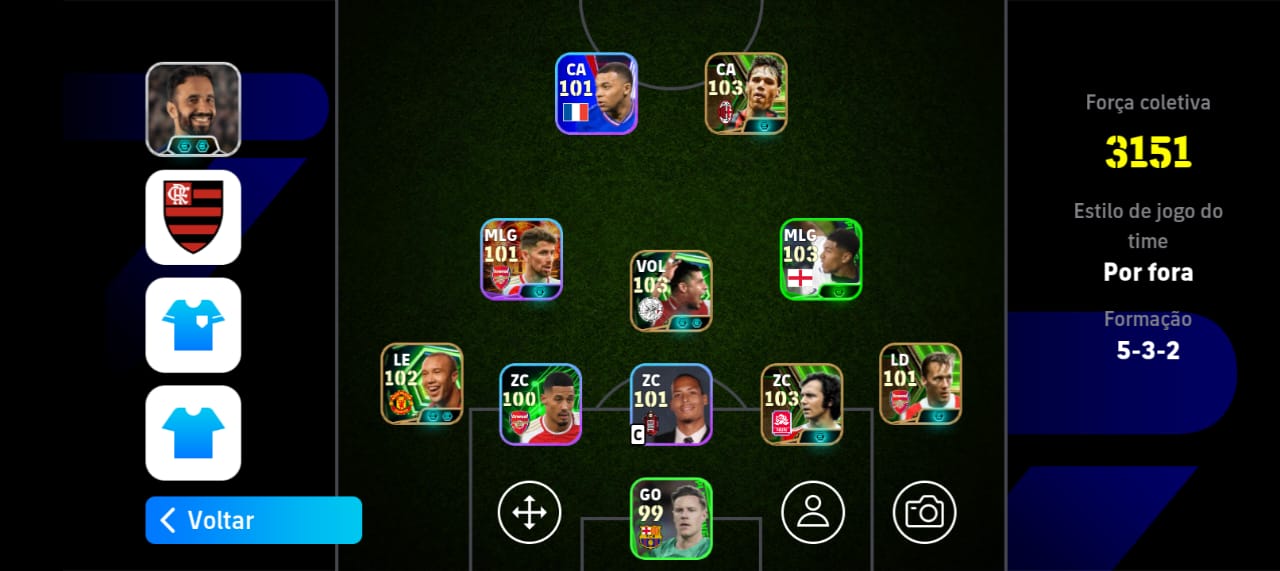 CA
101
CA
103
Força coletiva
3151
Estilo de jogo do
time
Por fora
Formação
5-3-2
MLG
101
VOL
103
MLG
103
LE
102
ZC
100
ZC
101
C
ZC
103
LD
101
GO
99
Voltar